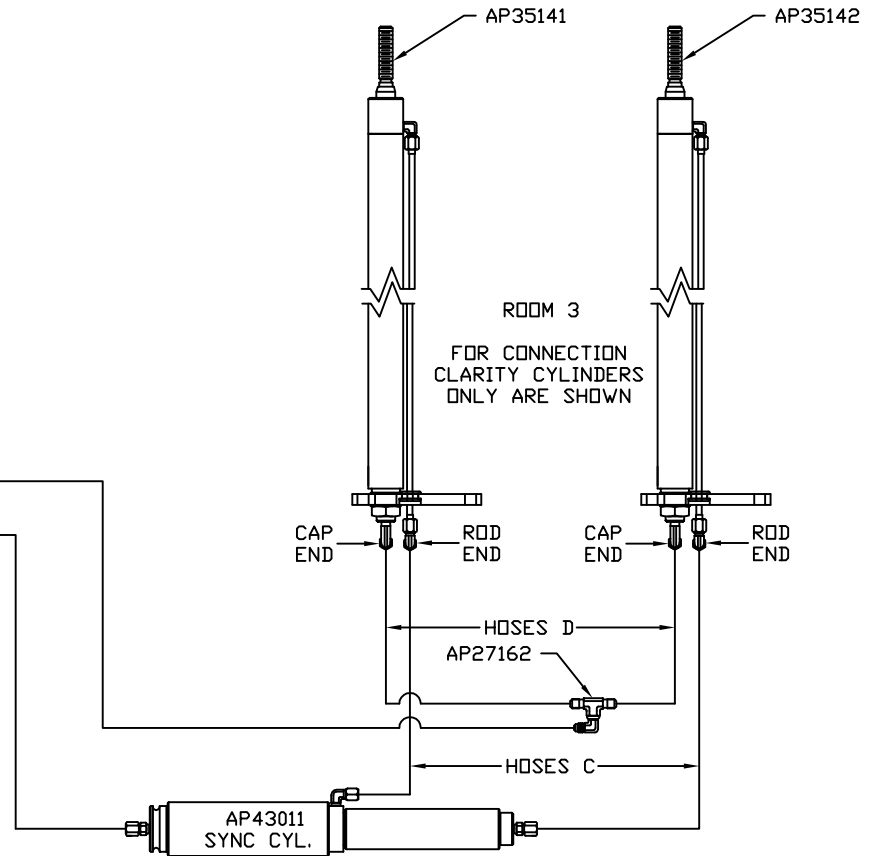 AP35141
AP35142
ROOM 3
FOR CONNECTION
CLARITY CYLINDERS
ONLY ARE SHOWN
CAP
END
ROD
END
CAP
END
ROD
END
HOSES D
AP27162
HOSES C
AP43011
SYNC CYL.